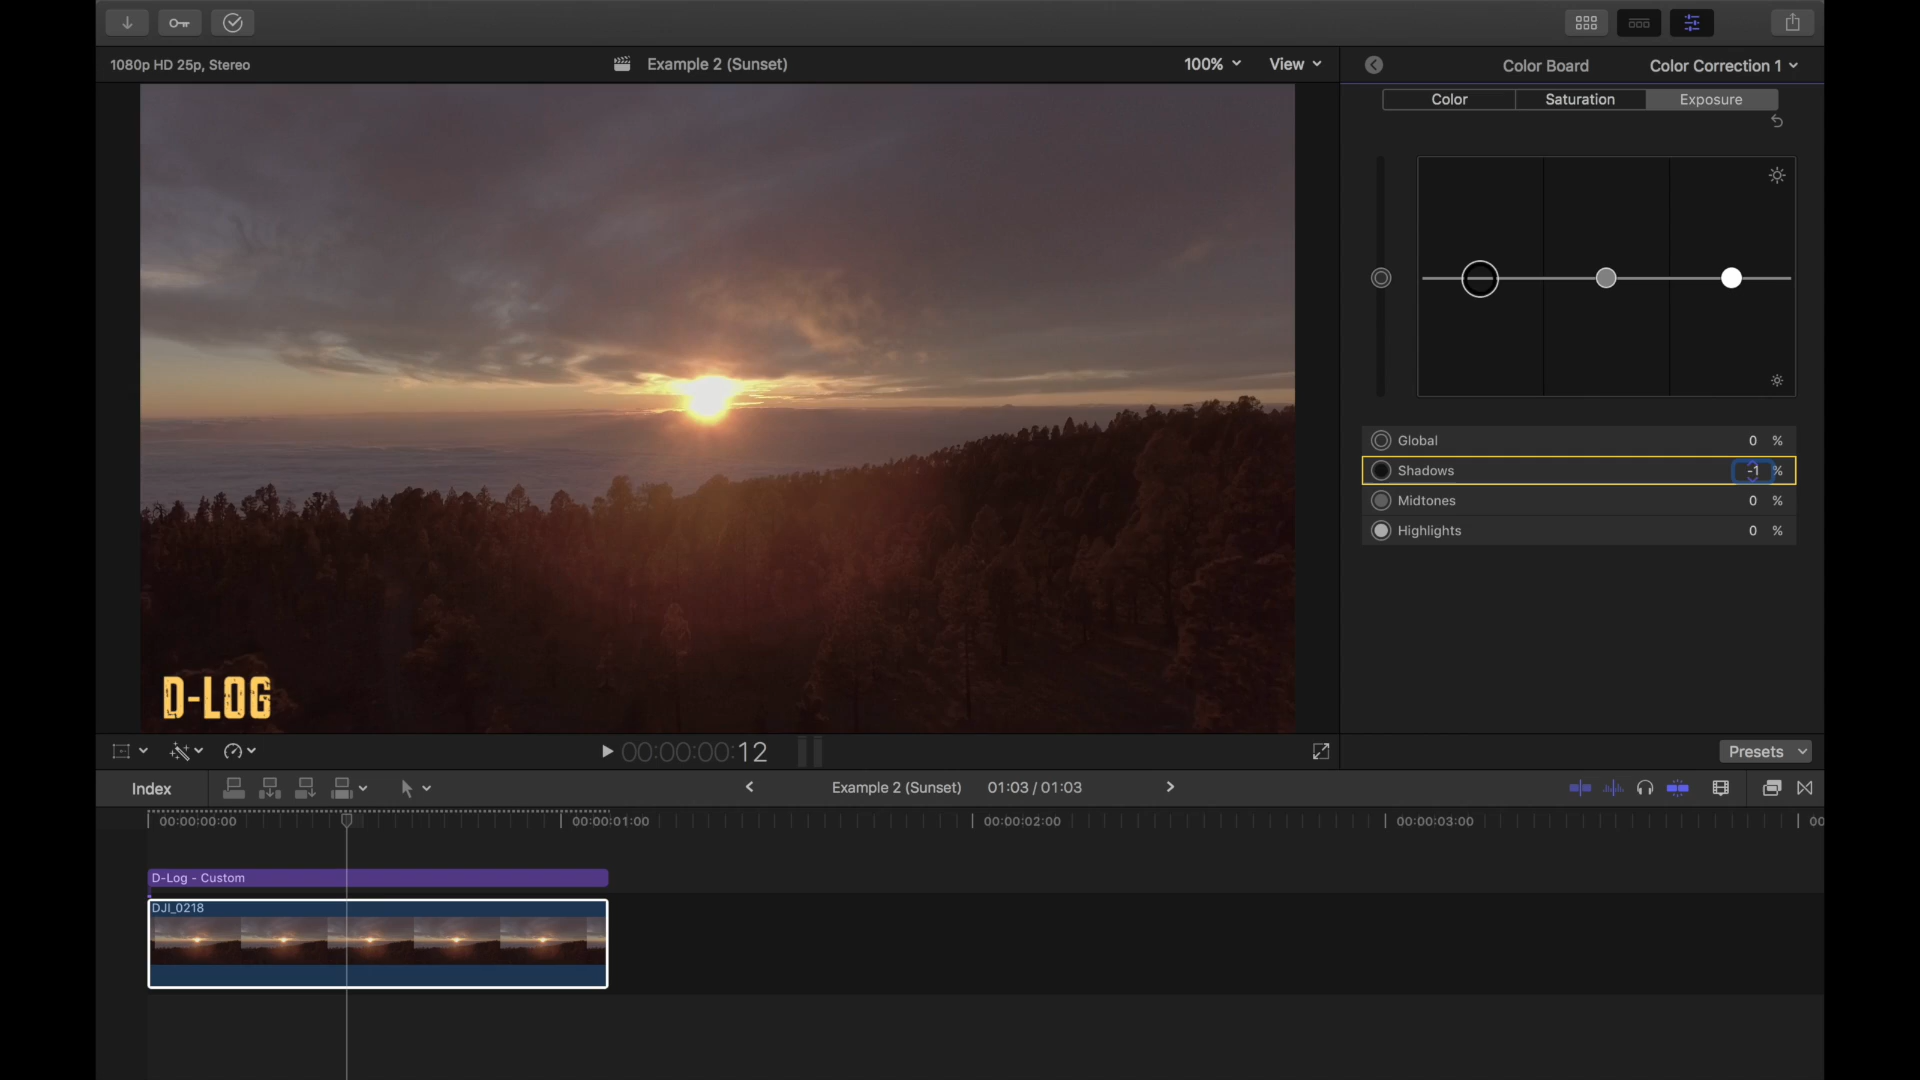 1080p HD 25p, Stereo
Example 2 (Sunset)
100%
View
Color Board
Color Correction 1
Color
Saturation
Exposure
Global 0 %
Shadows -1 %
Midtones 0 %
Highlights 0 %
D-LOG
00:00:00:12
Presets
Index
Example 2 (Sunset)
01:03 / 01:03
00:00:00:00
00:00:01:00
00:00:02:00
00:00:03:00
00
D-Log - Custom
DJI_0218